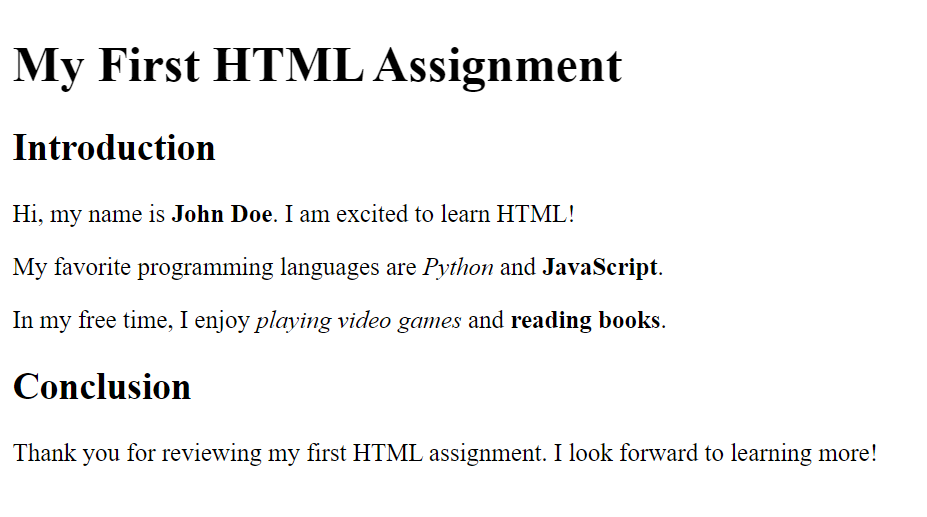 My First HTML Assignment
Introduction
Hi, my name is John Doe. I am excited to learn HTML!
My favorite programming languages are Python and JavaScript.
In my free time, I enjoy playing video games and reading books.
Conclusion
Thank you for reviewing my first HTML assignment. I look forward to learning more!